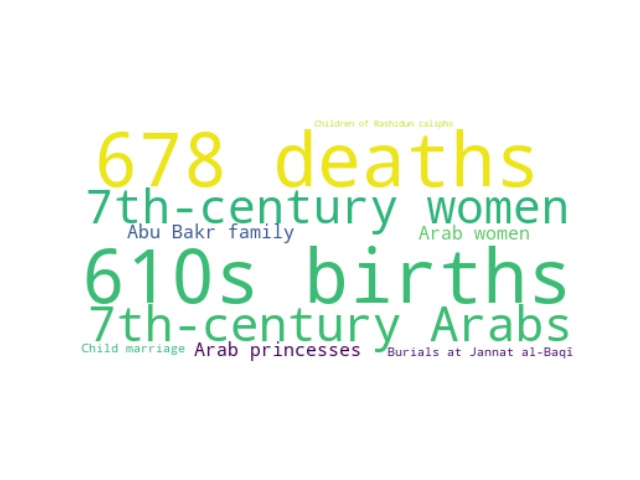 Children of Rashidun caliphs
678 deaths
7th-century women
Abu Bakr family
Arab women
610s births
7th-century Arabs
Child marriage
Arab princesses
Burials at Jannat al-Baqī